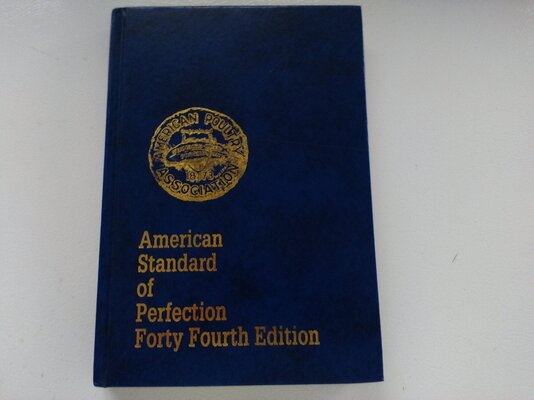 AMERICAN POULTRY
1873
ASSOCIATION
American
Standard
of
Perfection
Forty Fourth Edition